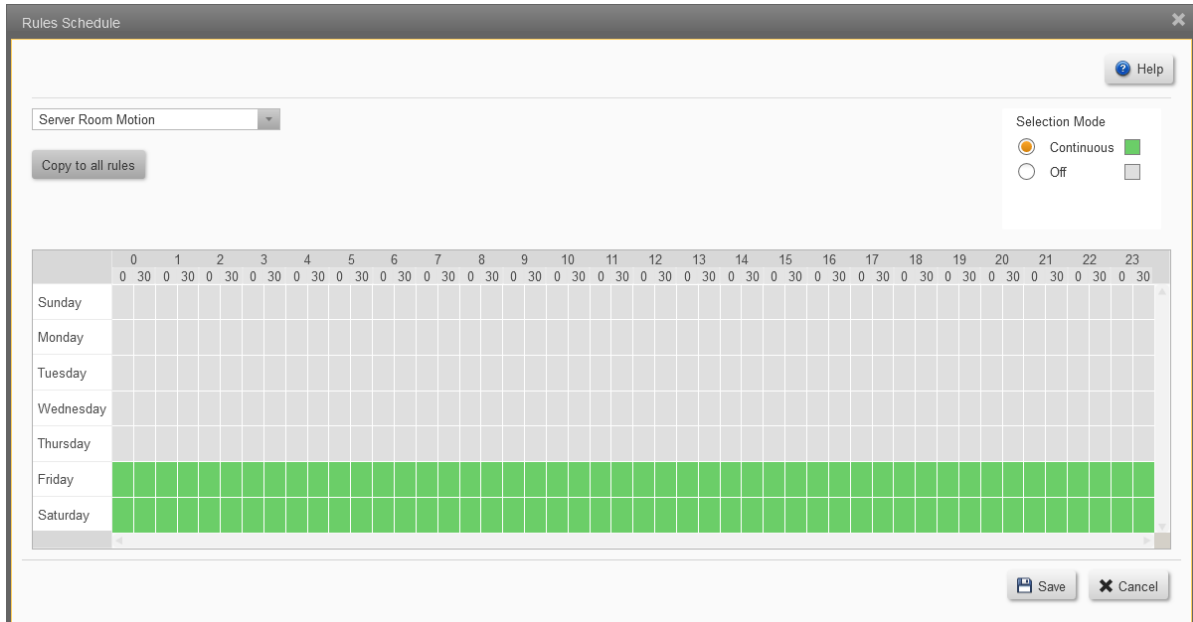 Rules Schedule
Help
Server Room Motion
Selection Mode
Continuous
Copy to all rules
Off
0 1 2 3 4 5 6 7 8 9 10 11 12 13 14 15 16 17 18 19 20 21 22 23
0 30 0 30 0 30 0 30 0 30 0 30 0 30 0 30 0 30 0 30 0 30 0 30 0 30 0 30 0 30 0 30 0 30 0 30 0 30 0 30 0 30 0 30 0 30 0 30
Sunday
Monday
Tuesday
Wednesday
Thursday
Friday
Saturday
Save Cancel